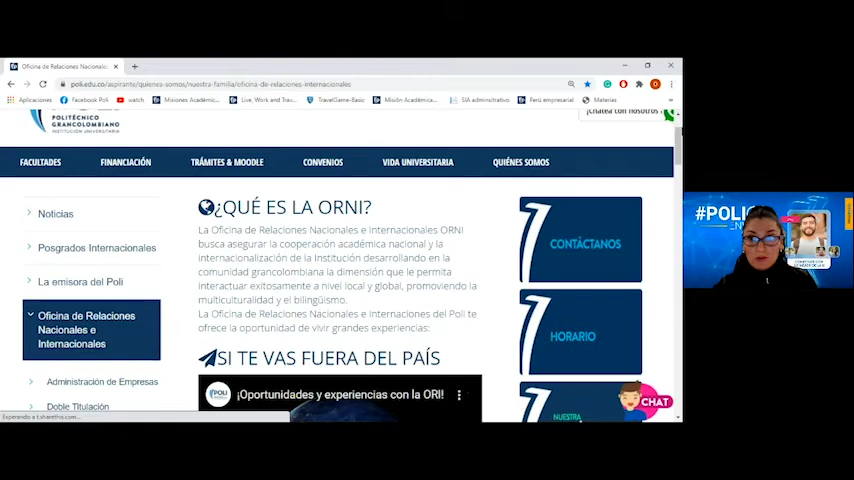 Oficina de Relaciones Nacionales
poli.edu.co/aspirante/quienes-somos/nuestra-familia/oficina-de-relaciones-internacionales
Aplicaciones
Facebook Poli
watch
Misiones Académic...
Live, Work and Trav...
TravelGame-Basic
Misión Académica...
SIA administrativo
Perú empresarial
Materias
POLITÉCNICO
GRANCOLOMBIANO
INSTITUCIÓN UNIVERSITARIA
¡Chatea con nosotros!
FACULTADES
FINANCIACIÓN
TRÁMITES & MOODLE
CONVENIOS
VIDA UNIVERSITARIA
QUIÉNES SOMOS
Noticias
Posgrados Internacionales
La emisora del Poli
Oficina de Relaciones
Nacionales e
Internacionales
Administración de Empresas
Doble Titulación
¿QUÉ ES LA ORNI?
La Oficina de Relaciones Nacionales e Internacionales ORNI
busca asegurar la cooperación académica nacional y la
internacionalización de la Institución desarrollando en la
comunidad grancolombiana la dimensión que le permita
interactuar exitosamente a nivel local y global, promoviendo la
multiculturalidad y el bilingüismo.
La Oficina de Relaciones Nacionales e Internaciones del Poli te
ofrece la oportunidad de vivir grandes experiencias:
SI TE VAS FUERA DEL PAÍS
POLI
¡Oportunidades y experiencias con la ORI!
CONTÁCTANOS
HORARIO
NUESTRA
CHAT
Esperando a t.sharethis.com...
#POLI